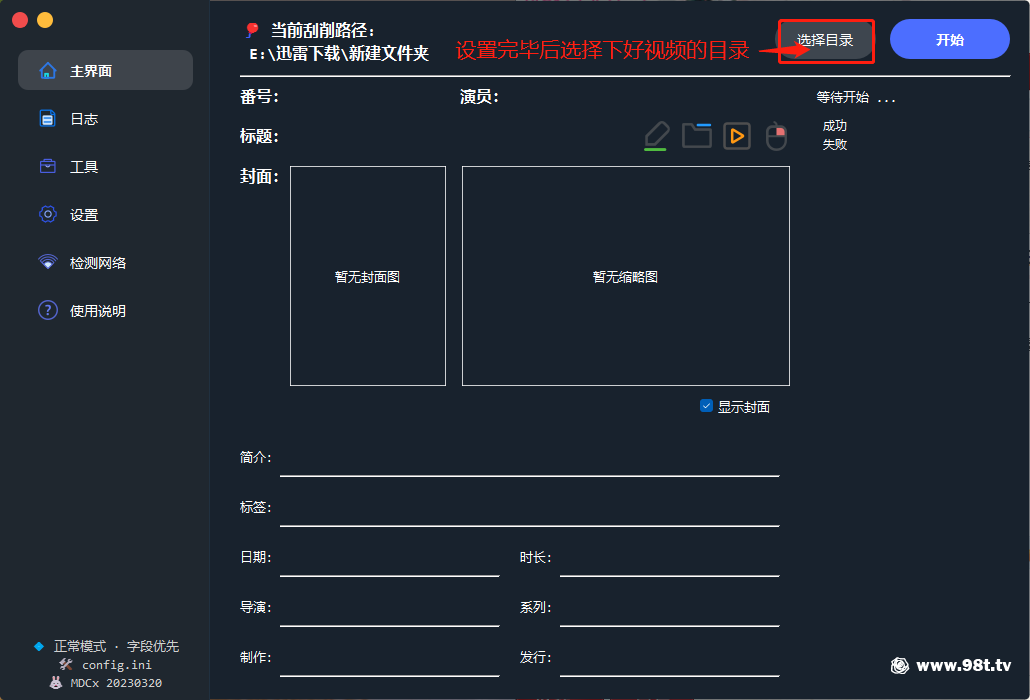 当前刮削路径:
E:\迅雷下载\新建文件夹
设置完毕后选择下好视频的目录
选择目录
开始
主界面
日志
工具
设置
检测网络
使用说明
番号:
演员:
等待开始 ...
成功
失败
标题:
封面:
暂无封面图
暂无缩略图
显示封面
简介:
标签:
日期:
时长:
导演:
系列:
制作:
发行:
正常模式 · 字段优先
config.ini
MDCx 20230320
www.98t.tv